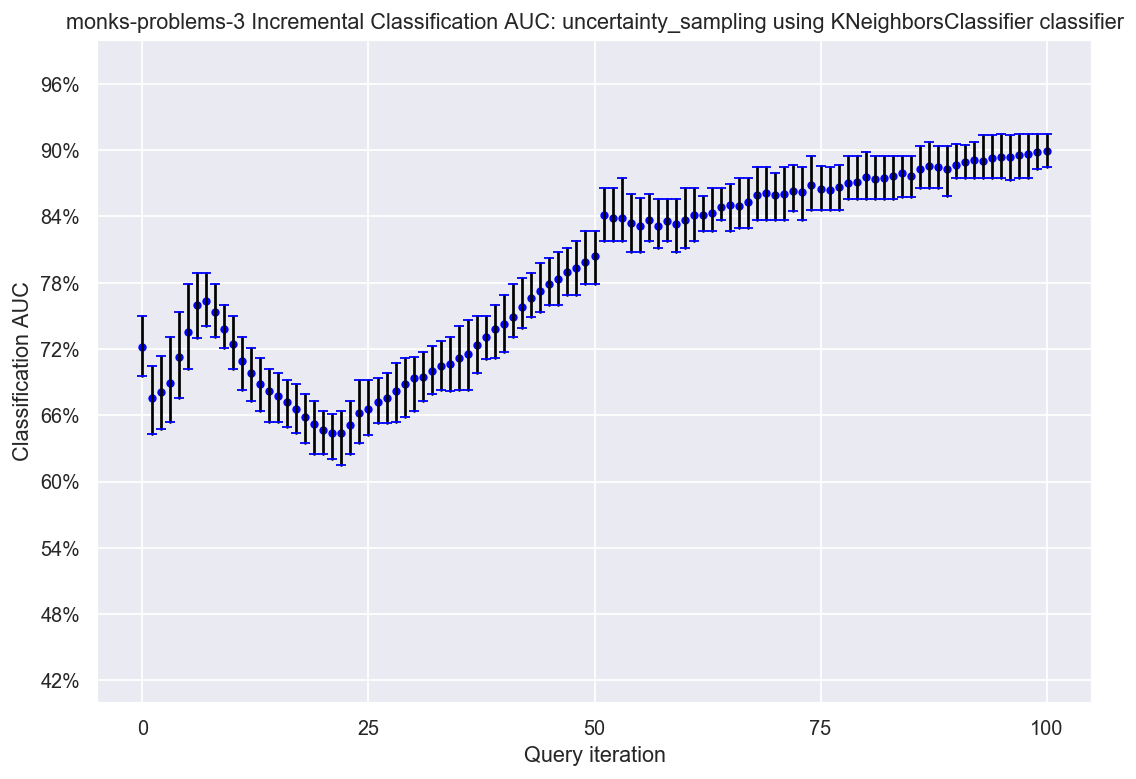 monks-problems-3 Incremental Classification AUC: uncertainty_sampling using KNeighborsClassifier classifier
96%
90%
84%
78%
72%
66%
60%
54%
48%
42%
Classification AUC
0 25 50 75 100
Query iteration